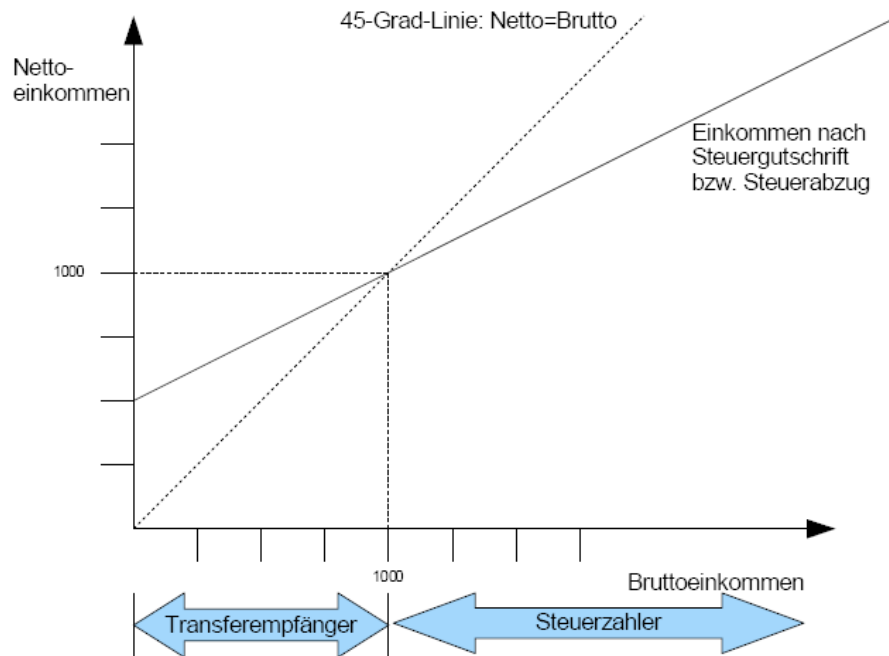 45-Grad-Linie: Netto=Brutto
Netto-
einkommen
Einkommen nach
Steuergutschrift
bzw. Steuerabzug
1000
1000
Bruttoeinkommen
Transferempfänger
Steuerzahler